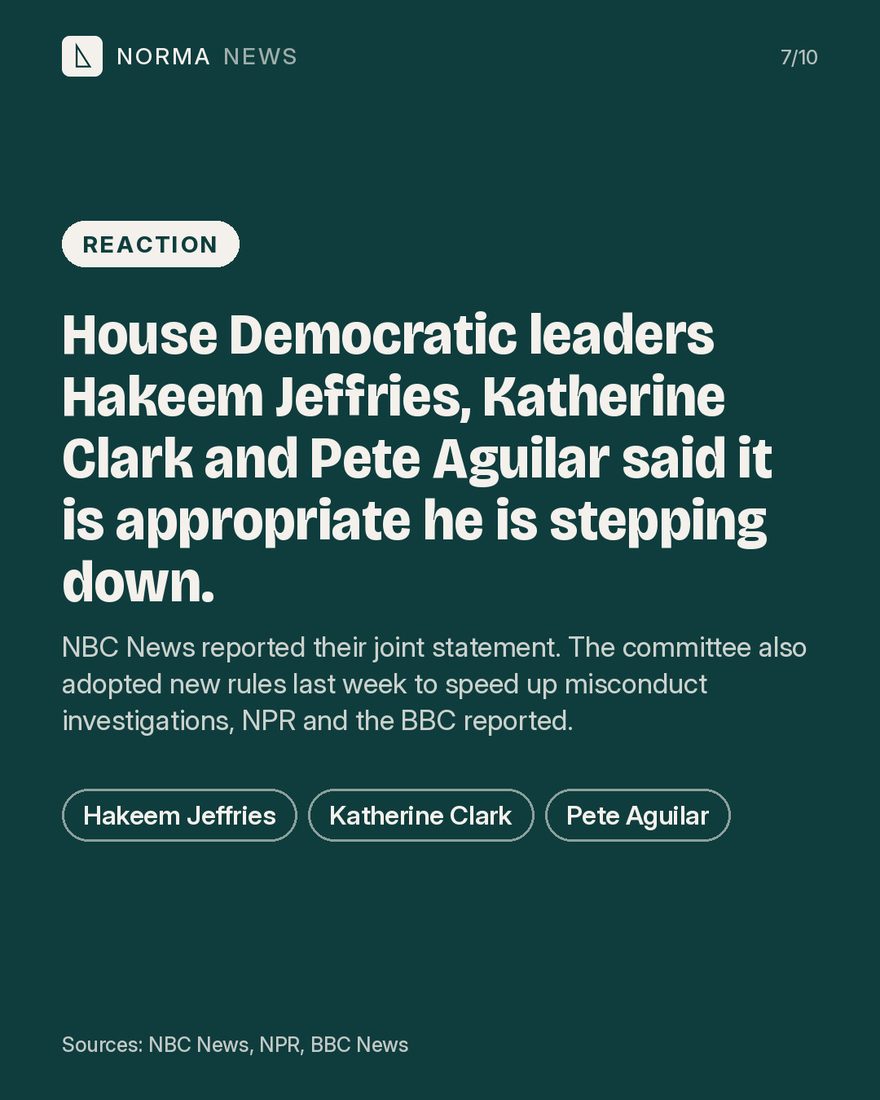 NORMA NEWS
7/10
REACTION
House Democratic leaders
Hakeem Jeffries, Katherine
Clark and Pete Aguilar said it
is appropriate he is stepping
down.
NBC News reported their joint statement. The committee also
adopted new rules last week to speed up misconduct
investigations, NPR and the BBC reported.
Hakeem Jeffries
Katherine Clark
Pete Aguilar
Sources: NBC News, NPR, BBC News